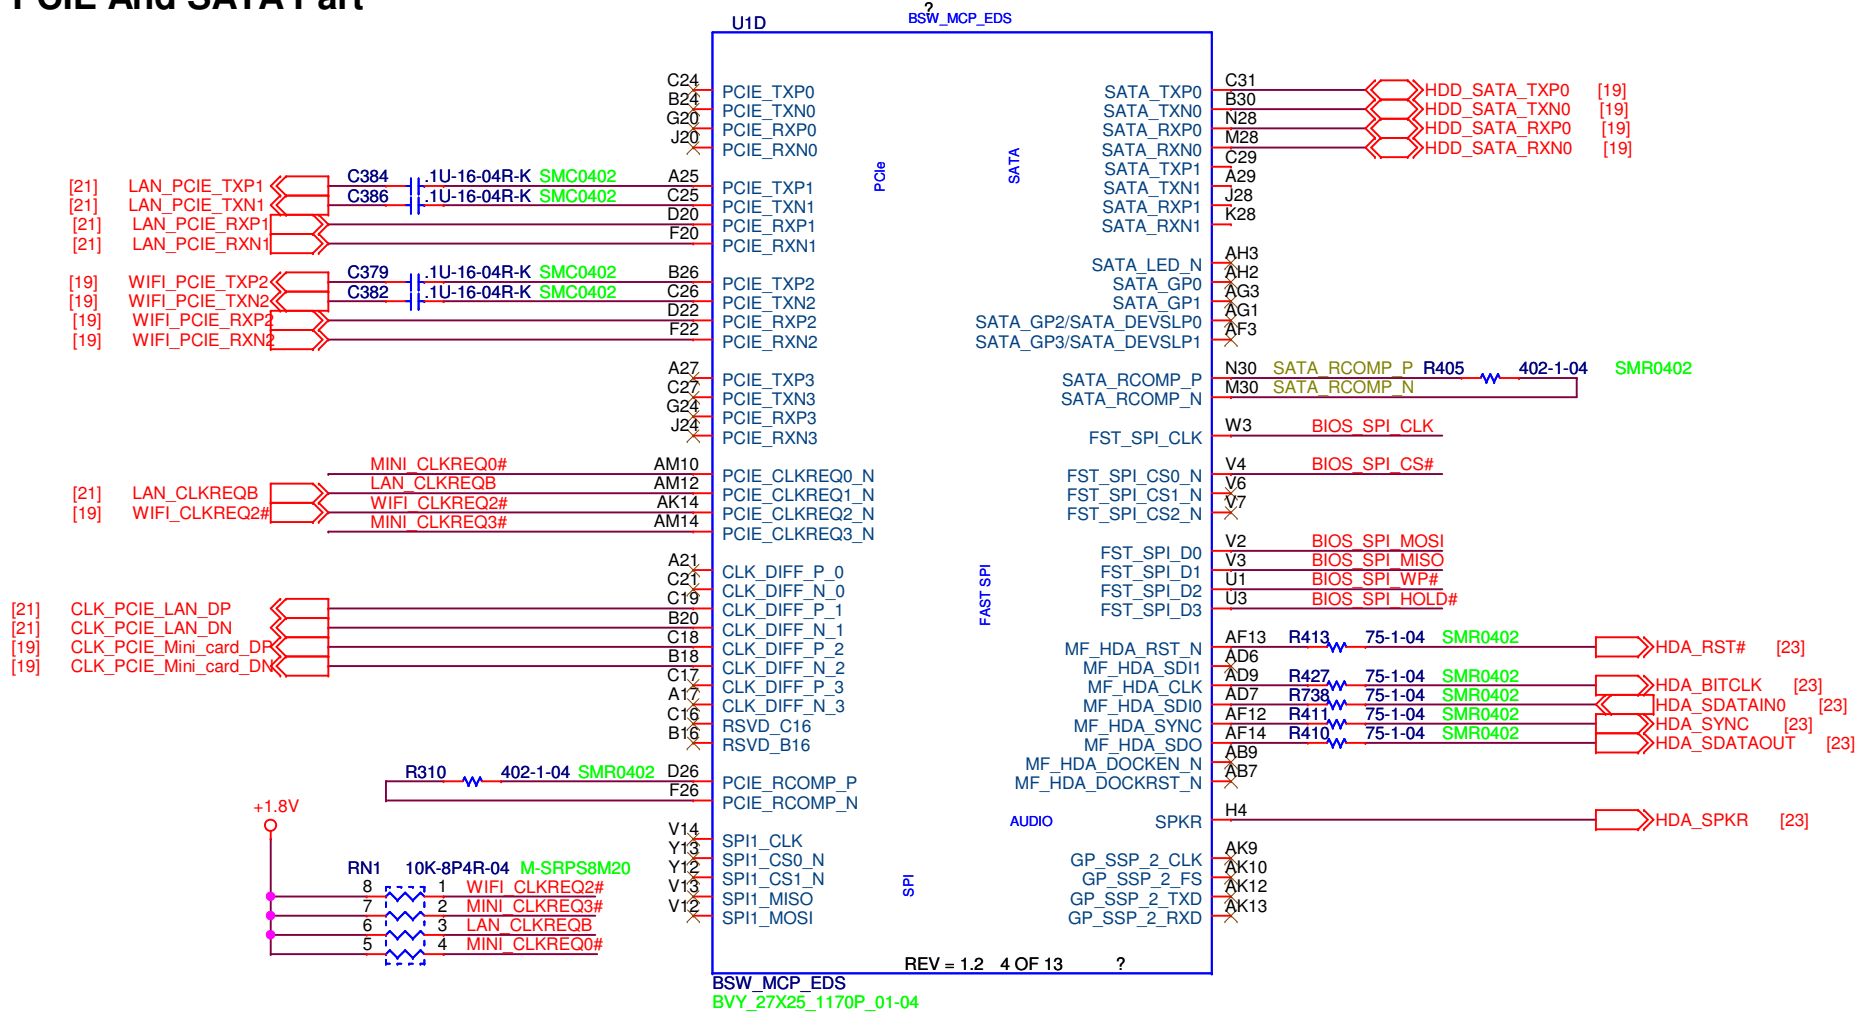 PCIE And SATA Part
?
U1D
BSW_MCP_EDS
C24 PCIE_TXP0
B24 PCIE_TXN0
G20 PCIE_RXP0
J20 PCIE_RXN0
[21] LAN_PCIE_TXP1 C384 .1U-16-04R-K SMC0402 A25 PCIE_TXP1
[21] LAN_PCIE_TXN1 C386 .1U-16-04R-K SMC0402 C25 PCIE_TXN1
[21] LAN_PCIE_RXP1 D20 PCIE_RXP1
[21] LAN_PCIE_RXN1 F20 PCIE_RXN1
[19] WIFI_PCIE_TXP2 C379 .1U-16-04R-K SMC0402 B26 PCIE_TXP2
[19] WIFI_PCIE_TXN2 C382 .1U-16-04R-K SMC0402 C26 PCIE_TXN2
[19] WIFI_PCIE_RXP2 D22 PCIE_RXP2
[19] WIFI_PCIE_RXN2 F22 PCIE_RXN2
A27 PCIE_TXP3
C27 PCIE_TXN3
G24 PCIE_RXP3
J24 PCIE_RXN3
MINI_CLKREQ0# AM10 PCIE_CLKREQ0_N
[21] LAN_CLKREQB LAN_CLKREQB AM12 PCIE_CLKREQ1_N
[19] WIFI_CLKREQ2# WIFI_CLKREQ2# AK14 PCIE_CLKREQ2_N
MINI_CLKREQ3# AM14 PCIE_CLKREQ3_N
A21 CLK_DIFF_P_0
C21 CLK_DIFF_N_0
[21] CLK_PCIE_LAN_DP C19 CLK_DIFF_P_1
[21] CLK_PCIE_LAN_DN B20 CLK_DIFF_N_1
[19] CLK_PCIE_Mini_card_DP C18 CLK_DIFF_P_2
[19] CLK_PCIE_Mini_card_DN B18 CLK_DIFF_N_2
C17 CLK_DIFF_P_3
A17 CLK_DIFF_N_3
C16 RSVD_C16
B16 RSVD_B16
R310 402-1-04 SMR0402 D26 PCIE_RCOMP_P
F26 PCIE_RCOMP_N
V14 SPI1_CLK
Y13 SPI1_CS0_N
Y12 SPI1_CS1_N
V13 SPI1_MISO
V12 SPI1_MOSI
+1.8V
RN1 10K-8P4R-04 M-SRPS8M20
8 1 WIFI_CLKREQ2#
7 2 MINI_CLKREQ3#
6 3 LAN_CLKREQB
5 4 MINI_CLKREQ0#
PCIe
SATA
FAST SPI
AUDIO
SPI
SATA_TXP0 C31 HDD_SATA_TXP0 [19]
SATA_TXN0 B30 HDD_SATA_TXN0 [19]
SATA_RXP0 N28 HDD_SATA_RXP0 [19]
SATA_RXN0 M28 HDD_SATA_RXN0 [19]
SATA_TXP1 C29
SATA_TXN1 A29
SATA_RXP1 J28
SATA_RXN1 K28
SATA_LED_N AH3
SATA_GP0 AH2
SATA_GP1 AG3
SATA_GP2/SATA_DEVSLP0 AG1
SATA_GP3/SATA_DEVSLP1 AF3
SATA_RCOMP_P N30 SATA_RCOMP_P R405 402-1-04 SMR0402
SATA_RCOMP_N M30 SATA_RCOMP_N
FST_SPI_CLK W3 BIOS_SPI_CLK
FST_SPI_CS0_N V4 BIOS_SPI_CS#
FST_SPI_CS1_N V6
FST_SPI_CS2_N V7
FST_SPI_D0 V2 BIOS_SPI_MOSI
FST_SPI_D1 V3 BIOS_SPI_MISO
FST_SPI_D2 U1 BIOS_SPI_WP#
FST_SPI_D3 U3 BIOS_SPI_HOLD#
MF_HDA_RST_N AF13 R413 75-1-04 SMR0402 HDA_RST# [23]
MF_HDA_SDI1 AD6
MF_HDA_CLK AD9 R427 75-1-04 SMR0402 HDA_BITCLK [23]
MF_HDA_SDI0 AD7 R738 75-1-04 SMR0402 HDA_SDATAIN0 [23]
MF_HDA_SYNC AF12 R411 75-1-04 SMR0402 HDA_SYNC [23]
MF_HDA_SDO AF14 R410 75-1-04 SMR0402 HDA_SDATAOUT [23]
MF_HDA_DOCKEN_N AB9
MF_HDA_DOCKRST_N AB7
SPKR H4 HDA_SPKR [23]
GP_SSP_2_CLK AK9
GP_SSP_2_FS AK10
GP_SSP_2_TXD AK12
GP_SSP_2_RXD AK13
REV = 1.2 4 OF 13 ?
BSW_MCP_EDS
BVY_27X25_1170P_01-04